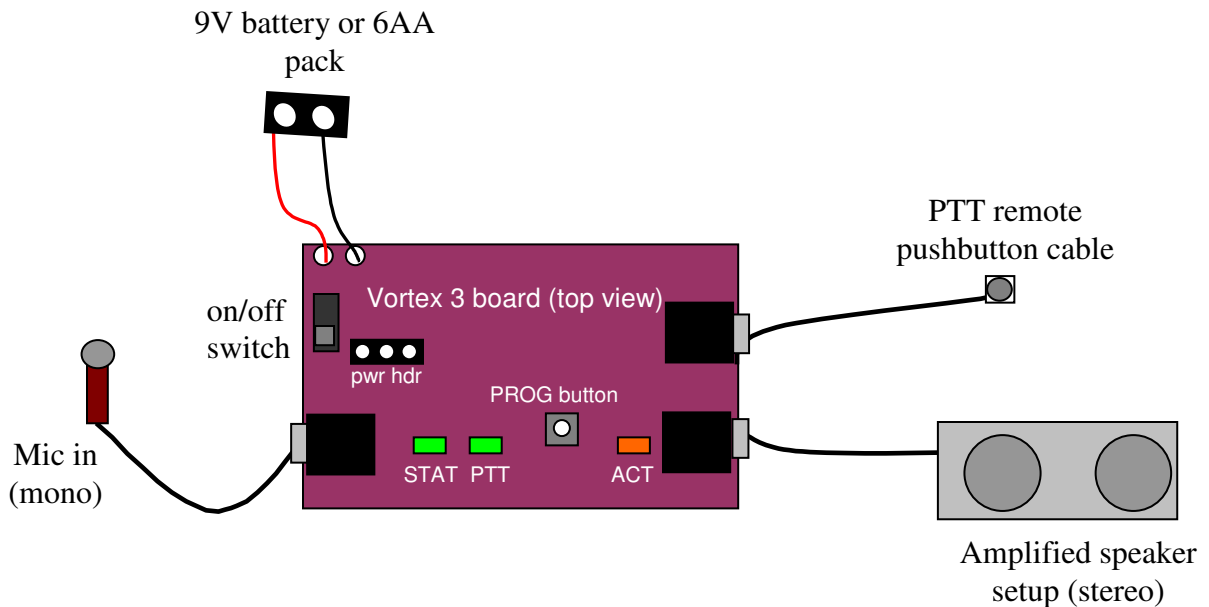 9V battery or 6AA
pack
PTT remote
pushbutton cable
Vortex 3 board (top view)
on/off
switch
pwr hdr
PROG button
Mic in
(mono)
STAT PTT
ACT
Amplified speaker
setup (stereo)